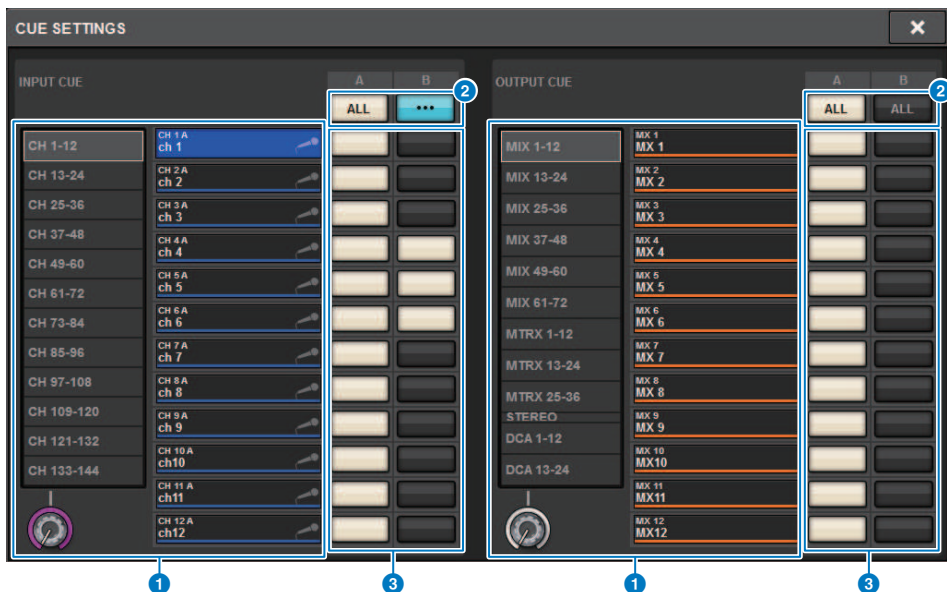 CUE SETTINGS
×
INPUT CUE
A
B
2
ALL
•••
CH 1-12
CH 13-24
CH 25-36
CH 37-48
CH 49-60
CH 61-72
CH 73-84
CH 85-96
CH 97-108
CH 109-120
CH 121-132
CH 133-144
CH 1 A
ch 1
CH 2 A
ch 2
CH 3 A
ch 3
CH 4 A
ch 4
CH 5 A
ch 5
CH 6 A
ch 6
CH 7 A
ch 7
CH 8 A
ch 8
CH 9 A
ch 9
CH 10 A
ch10
CH 11 A
ch11
CH 12 A
ch12
1
3
OUTPUT CUE
A
B
2
ALL
ALL
MIX 1-12
MIX 13-24
MIX 25-36
MIX 37-48
MIX 49-60
MIX 61-72
MTRX 1-12
MTRX 13-24
MTRX 25-36
STEREO
DCA 1-12
DCA 13-24
MX 1
MX 1
MX 2
MX 2
MX 3
MX 3
MX 4
MX 4
MX 5
MX 5
MX 6
MX 6
MX 7
MX 7
MX 8
MX 8
MX 9
MX 9
MX 10
MX10
MX 11
MX11
MX 12
MX12
1
3